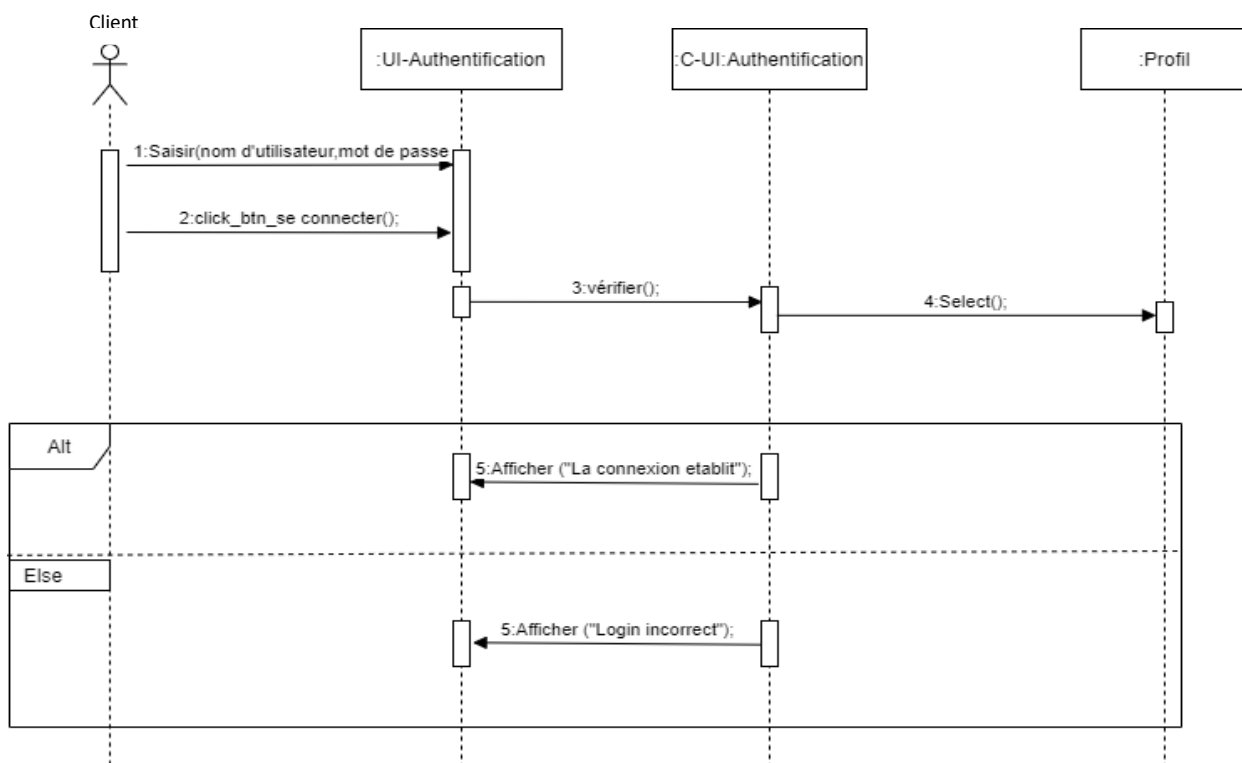 Client
:UI-Authentification
:C-UI:Authentification
:Profil
1:Saisir(nom d'utilisateur,mot de passe
2:click_btn_se connecter();
3:vérifier();
4:Select();
Alt
5:Afficher ("La connexion etablit");
Else
5:Afficher ("Login incorrect");